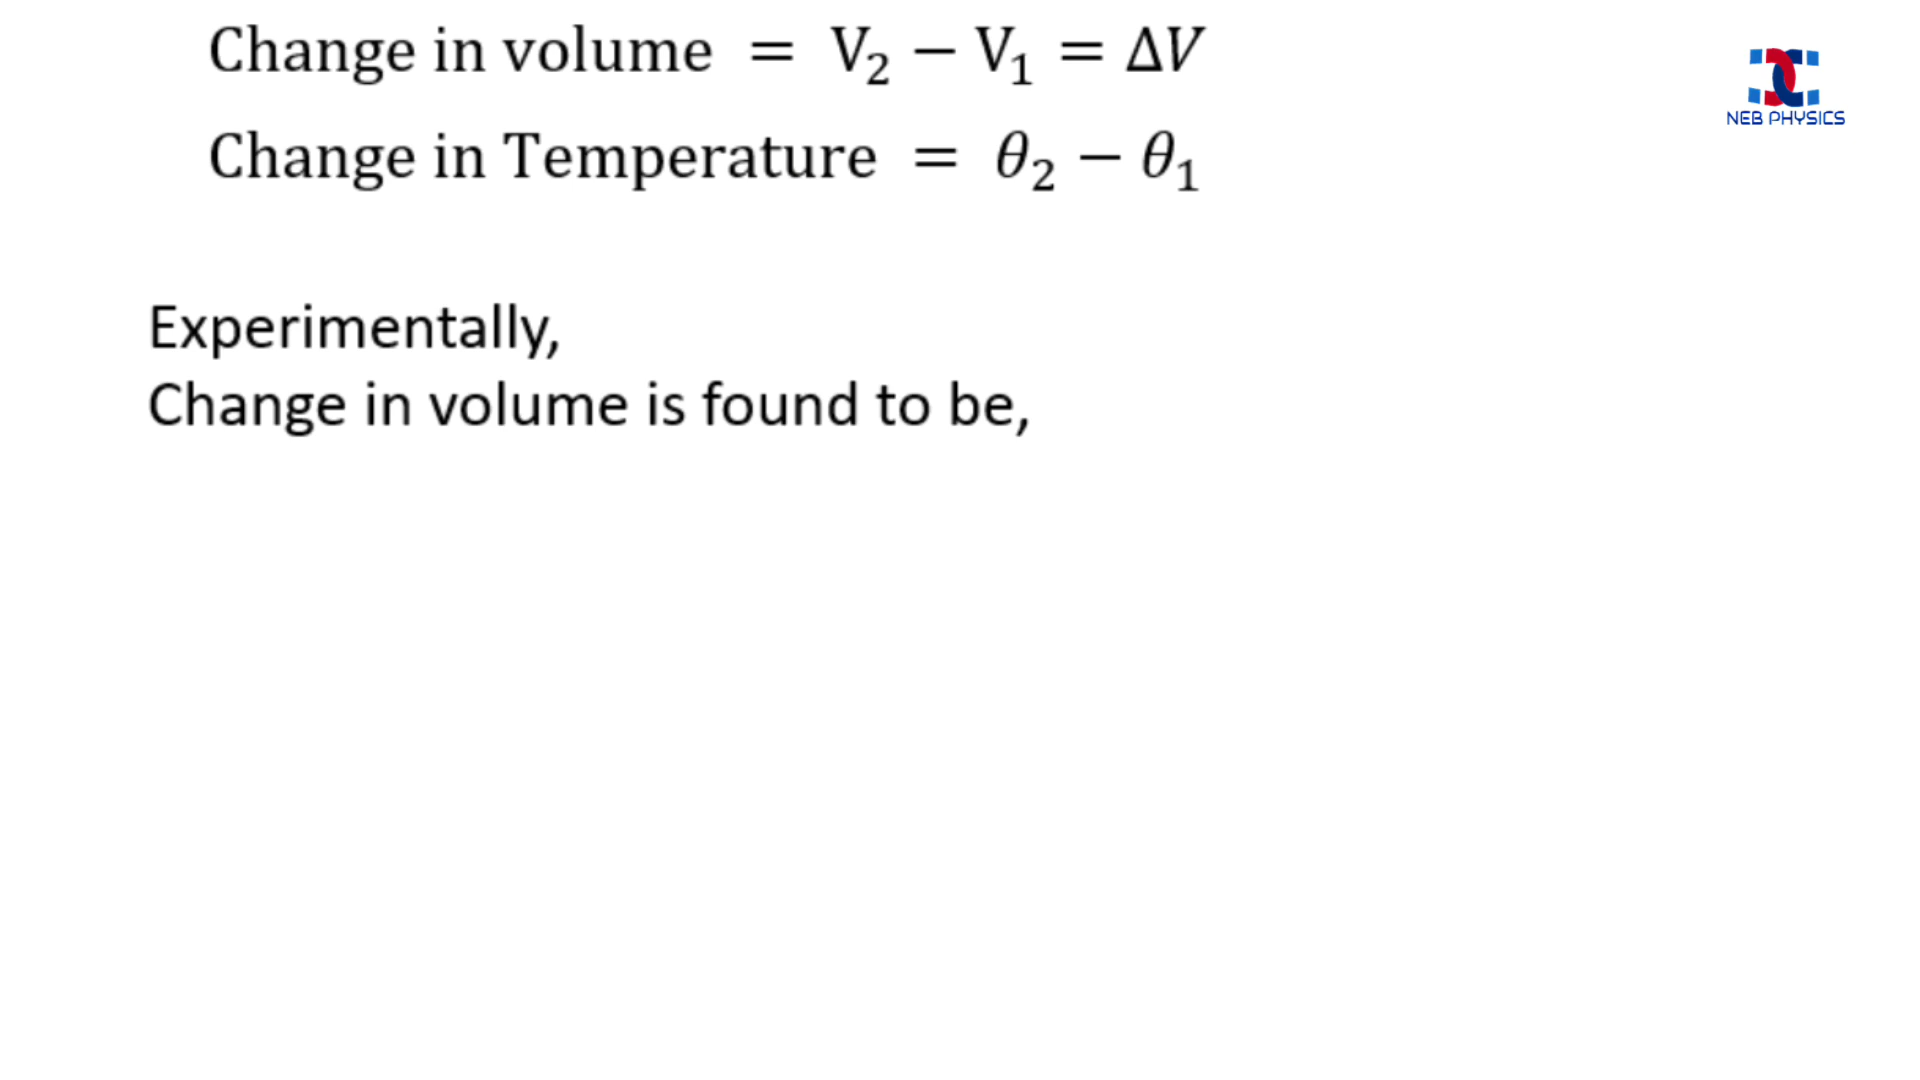 Change in volume = V₂ − V₁ = ΔV
NEB PHYSICS
Change in Temperature = θ₂ − θ₁
Experimentally,
Change in volume is found to be,